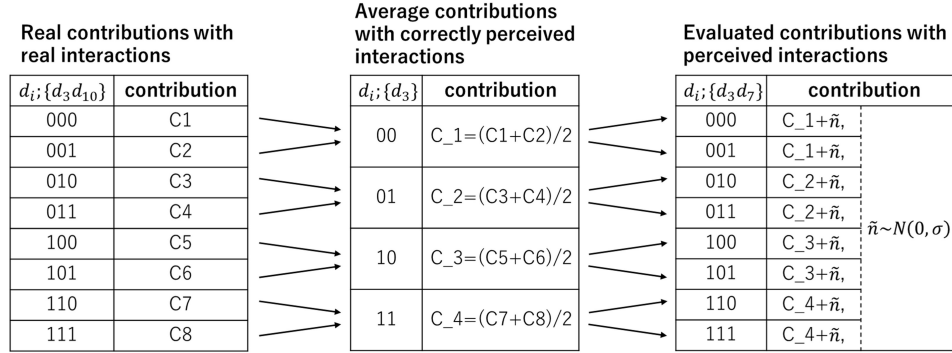 Real contributions with
real interactions
d_i;{d_3d_10} contribution
000 C1
001 C2
010 C3
011 C4
100 C5
101 C6
110 C7
111 C8
Average contributions
with correctly perceived
interactions
d_i;{d_3} contribution
00 C_1=(C1+C2)/2
01 C_2=(C3+C4)/2
10 C_3=(C5+C6)/2
11 C_4=(C7+C8)/2
Evaluated contributions with
perceived interactions
d_i;{d_3d_7} contribution
000 C_1+ñ,
001 C_1+ñ,
010 C_2+ñ,
011 C_2+ñ,
100 C_3+ñ,
101 C_3+ñ,
110 C_4+ñ,
111 C_4+ñ,
ñ~N(0,σ)